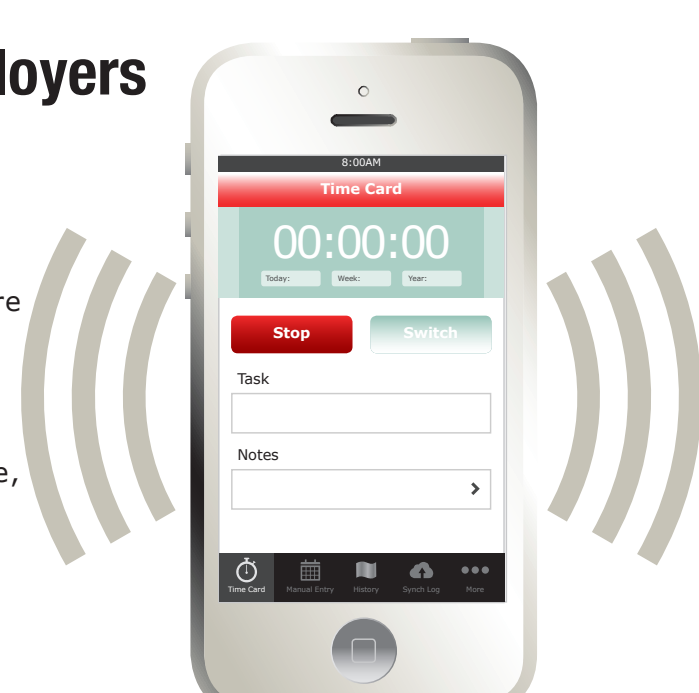 loyers
re
e,
8:00AM
Time Card
00:00:00
Today: Week: Year:
Stop Switch
Task
Notes
Time Card Manual Entry History Synch Log More